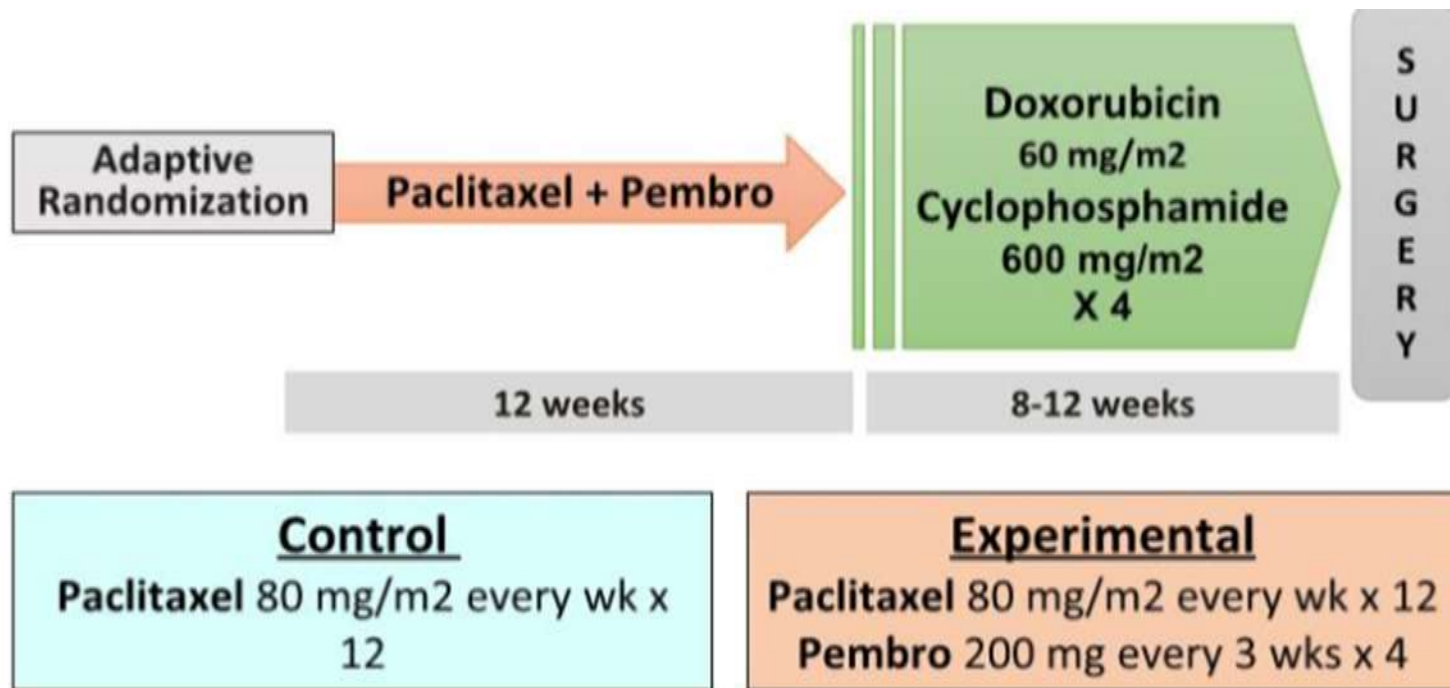 Adaptive
Randomization
Paclitaxel + Pembro
Doxorubicin
60 mg/m2
Cyclophosphamide
600 mg/m2
X 4
S
U
R
G
E
R
Y
12 weeks
8-12 weeks
Control
Paclitaxel 80 mg/m2 every wk x
12
Experimental
Paclitaxel 80 mg/m2 every wk x 12
Pembro 200 mg every 3 wks x 4